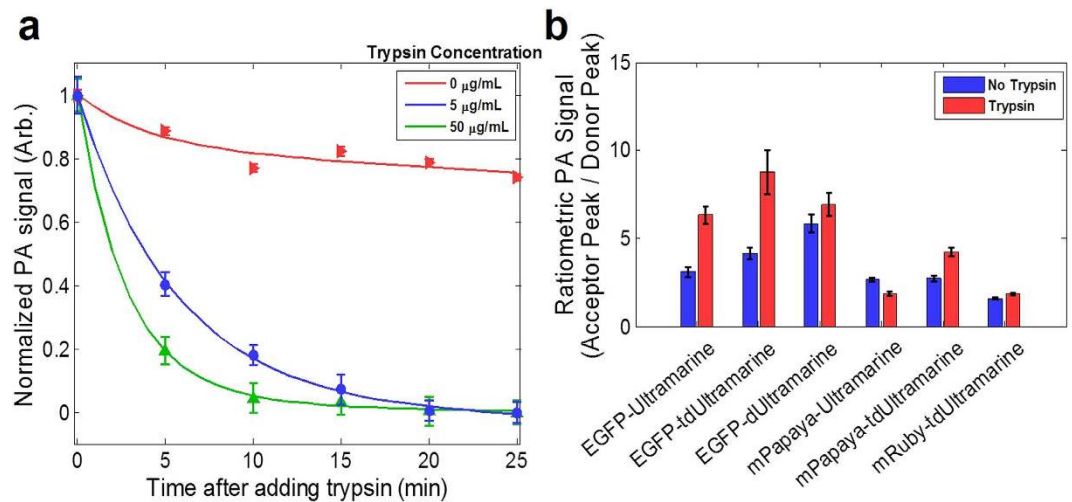 a
Trypsin Concentration
0 µg/mL
5 µg/mL
50 µg/mL
Normalized PA signal (Arb.)
1
0.8
0.6
0.4
0.2
0
0 5 10 15 20 25
Time after adding trypsin (min)
b
No Trypsin
Trypsin
Ratiometric PA Signal
(Acceptor Peak / Donor Peak)
15
10
5
0
EGFP-Ultramarine
EGFP-tdUltramarine
EGFP-dUltramarine
mPapaya-Ultramarine
mPapaya-tdUltramarine
mRuby-tdUltramarine